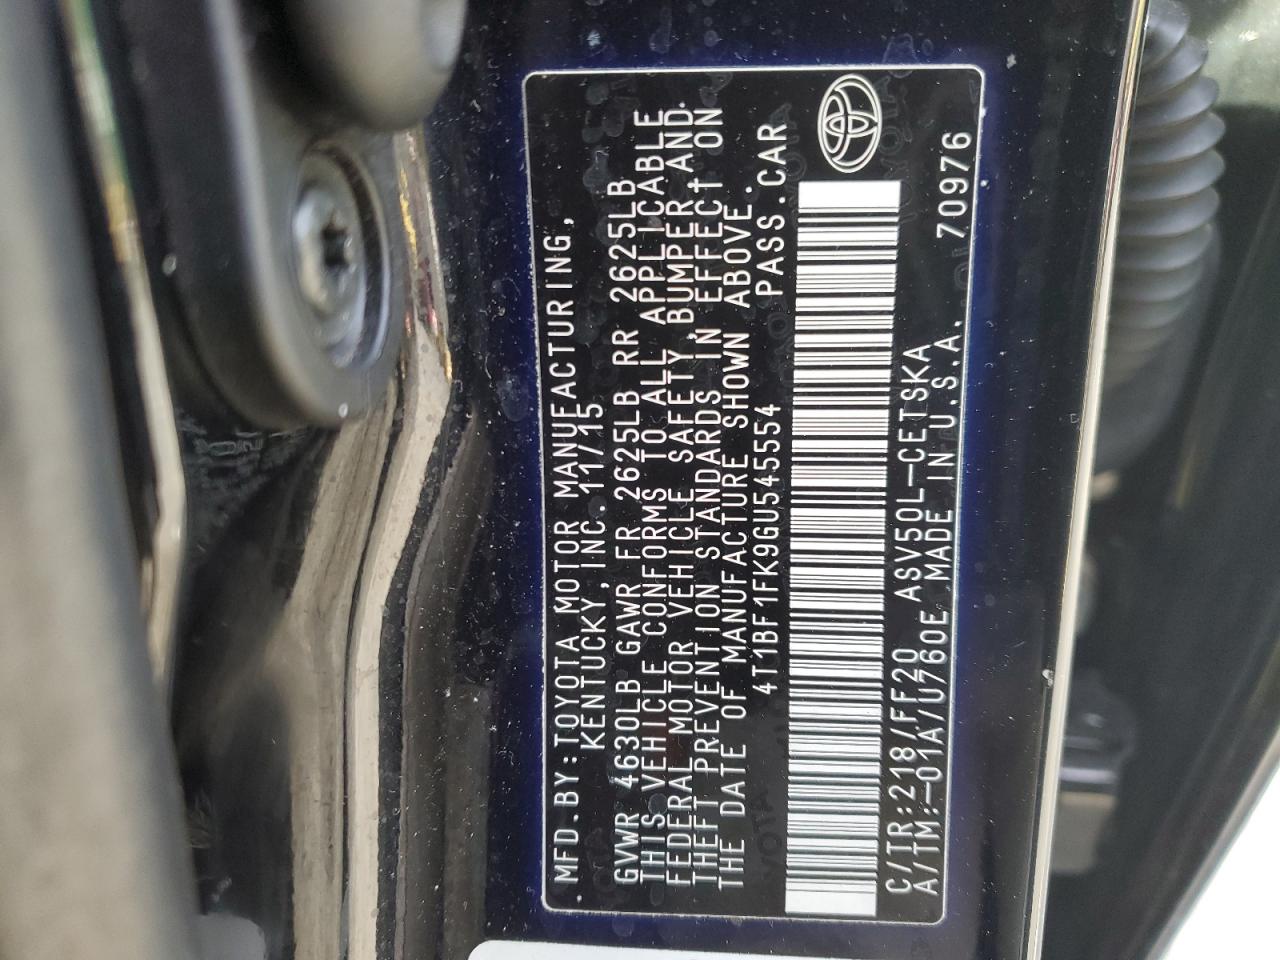 MFD.BY:TOYOTA MOTOR MANUFACTURING,
KENTUCKY,INC. 11/15
GVWR 4630LB GAWR FR 2625LB RR 2625LB
THIS VEHICLE CONFORMS TO ALL APPLICABLE
FEDERAL MOTOR VEHICLE SAFETY,BUMPER,AND
THEFT PREVENTION STANDARDS IN EFFECT ON
THE DATE OF MANUFACTURE SHOWN ABOVE.
4T1BF1FK9GU545554 PASS.CAR
C/TR:218/FF20 ASV50L-CETSKA
A/TM:-01A/U760E MADE IN U.S.A. 70976